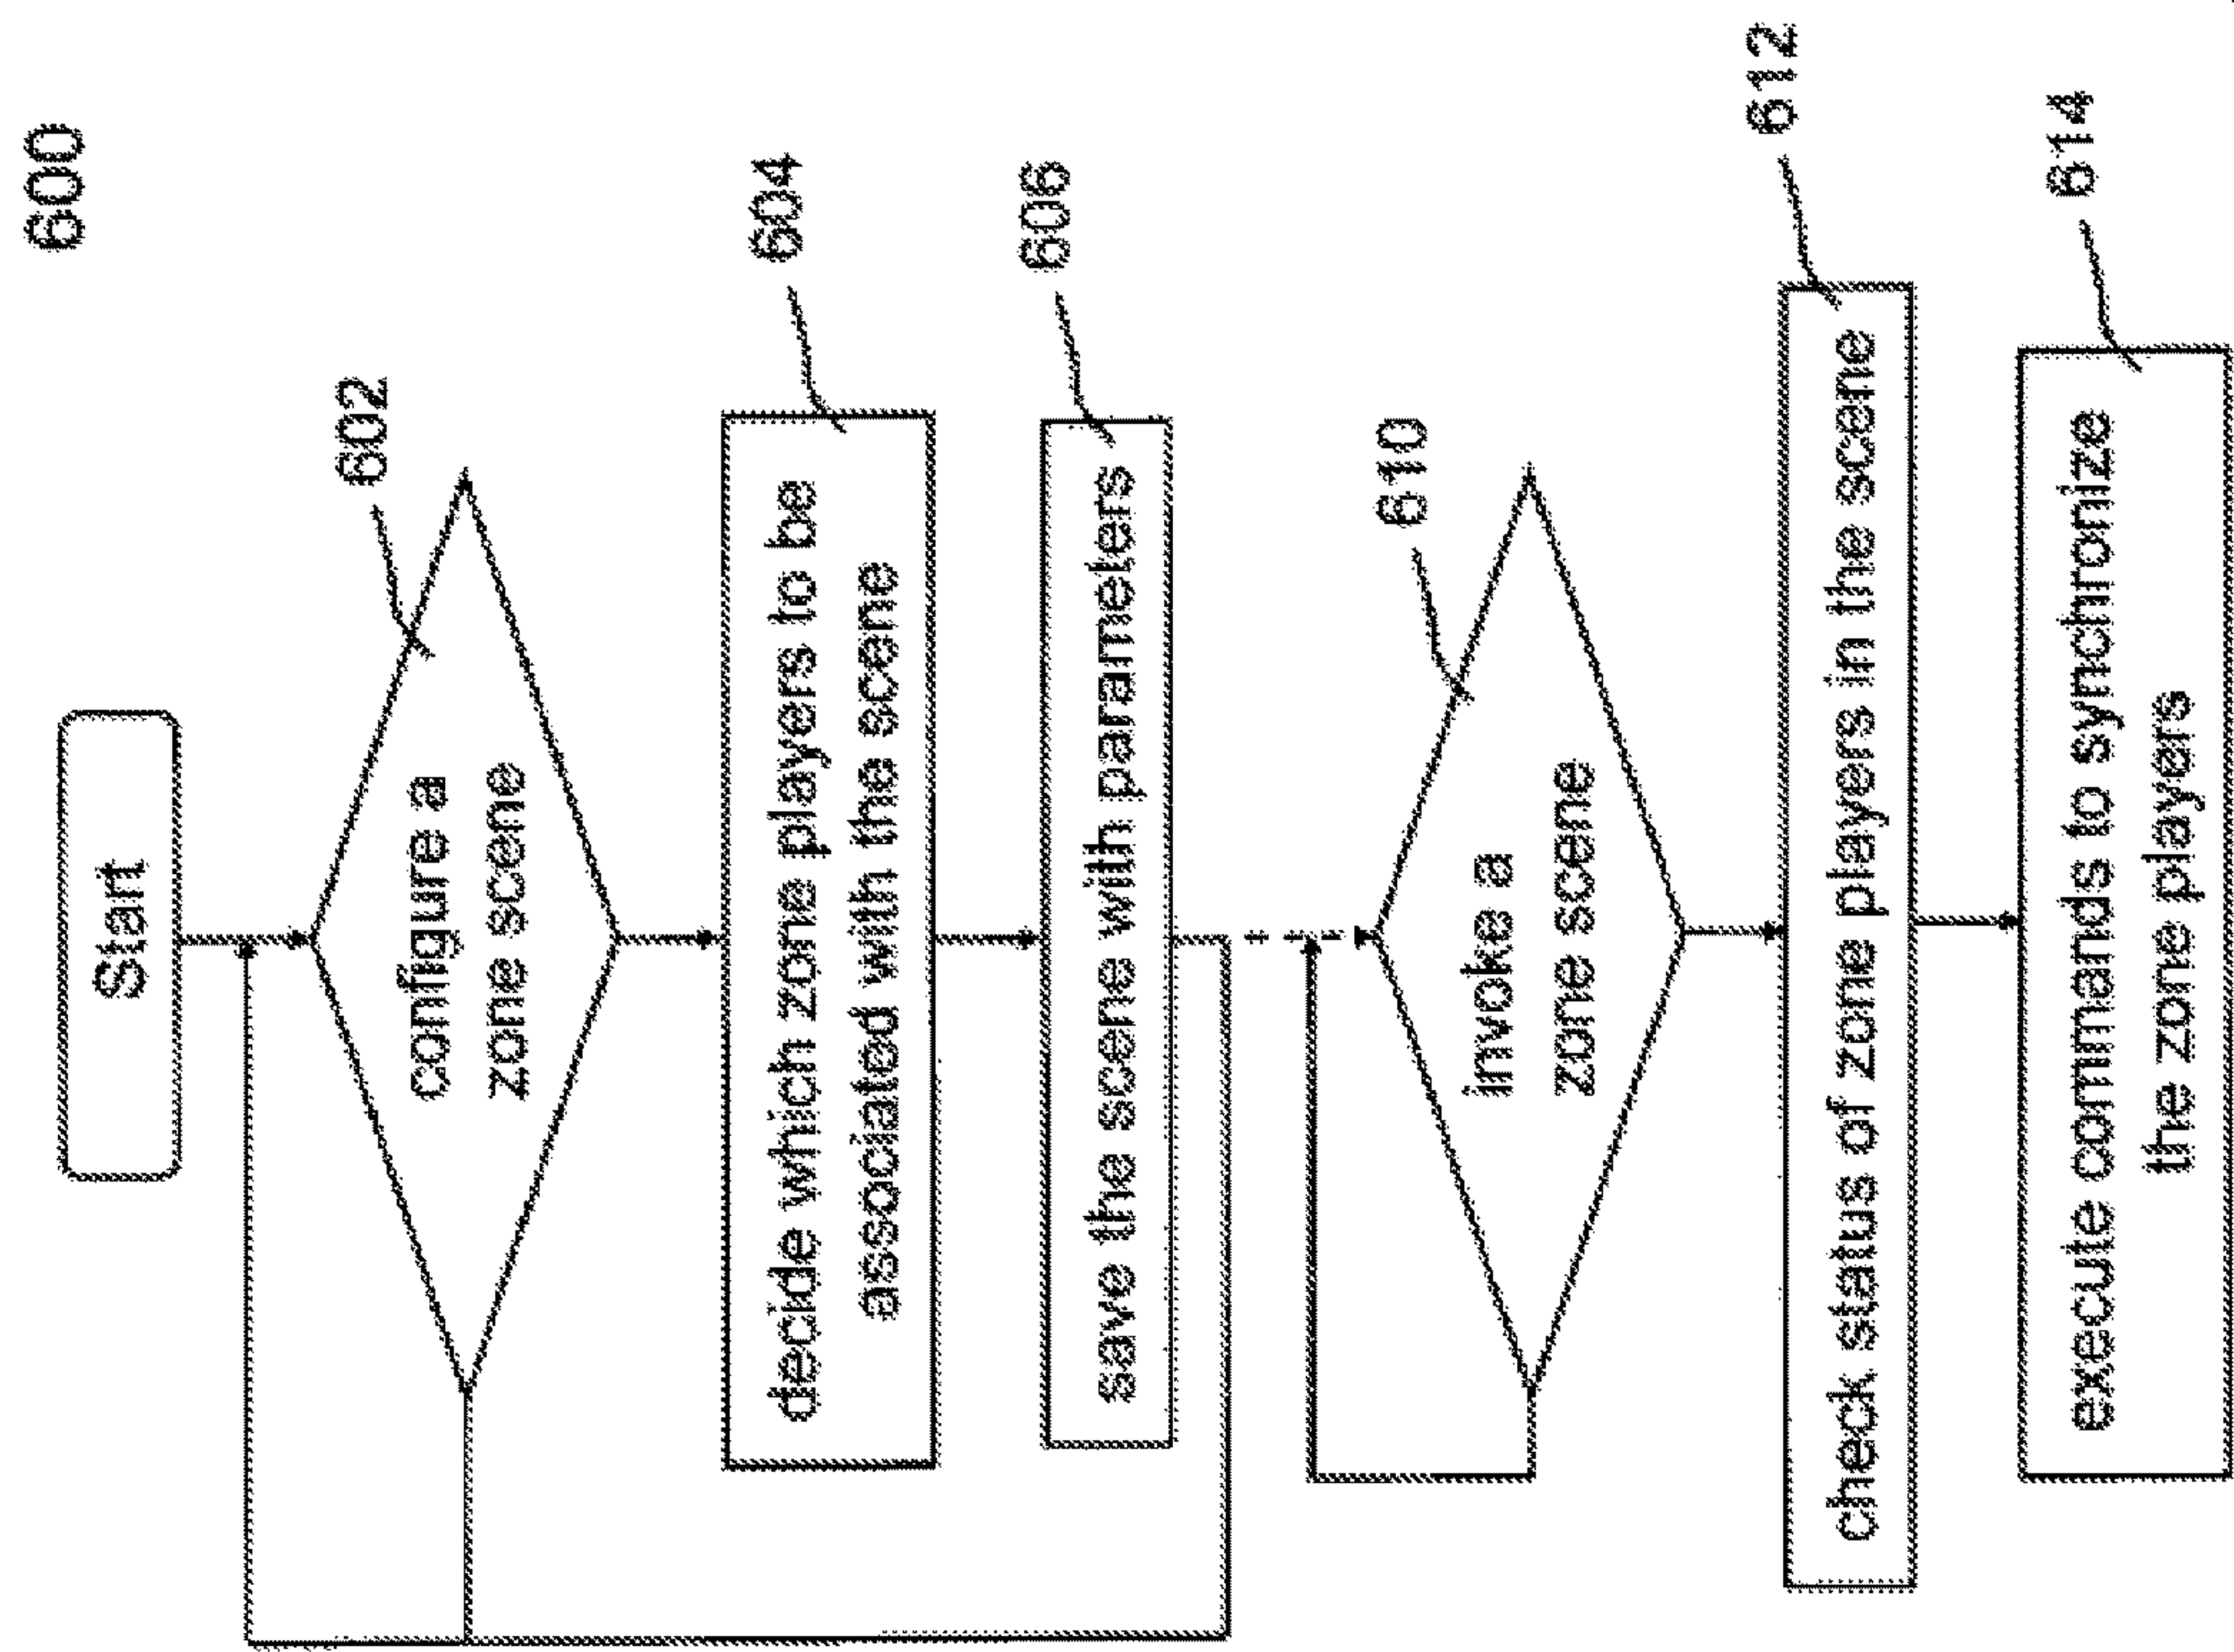 600
Start
602
configure a
zone scene
604
decide which zone players to be
associated with the scene
606
save the scene with parameters
610
invoke a
zone scene
612
check status of zone players in the scene
614
execute commands to synchronize
the zone players